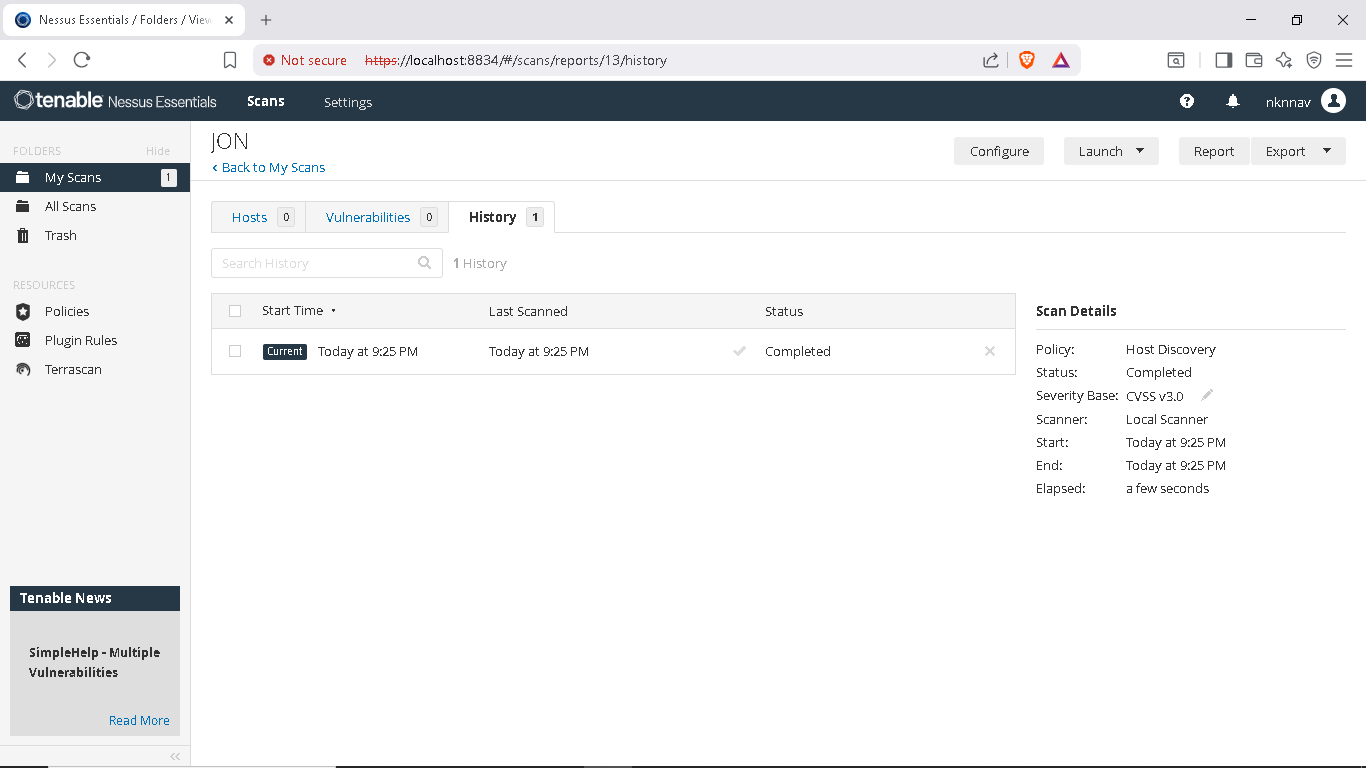 Nessus Essentials / Folders / View
Not secure https://localhost:8834/#/scans/reports/13/history
tenable Nessus Essentials Scans Settings nknnav
FOLDERS Hide
My Scans 1
All Scans
Trash
RESOURCES
Policies
Plugin Rules
Terrascan
Tenable News
SimpleHelp - Multiple
Vulnerabilities
Read More
JON
Back to My Scans
Configure Launch Report Export
Hosts 0 Vulnerabilities 0 History 1
Search History 1 History
Start Time Last Scanned Status
Current Today at 9:25 PM Today at 9:25 PM Completed
Scan Details
Policy: Host Discovery
Status: Completed
Severity Base: CVSS v3.0
Scanner: Local Scanner
Start: Today at 9:25 PM
End: Today at 9:25 PM
Elapsed: a few seconds